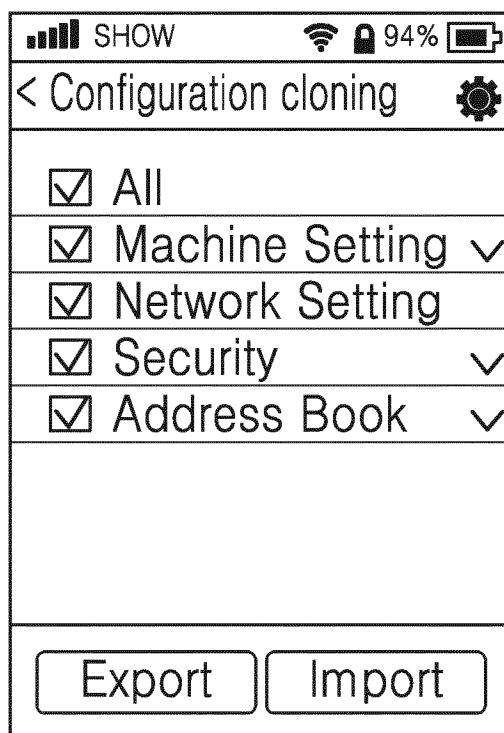 SHOW 94%
< Configuration cloning
All
Machine Setting
Network Setting
Security
Address Book
Export Import